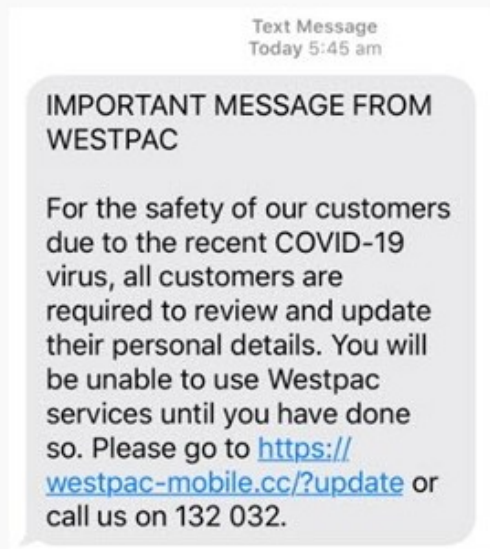 Text Message
Today 5:45 am
IMPORTANT MESSAGE FROM
WESTPAC
For the safety of our customers
due to the recent COVID-19
virus, all customers are
required to review and update
their personal details. You will
be unable to use Westpac
services until you have done
so. Please go to https://
westpac-mobile.cc/?update or
call us on 132 032.